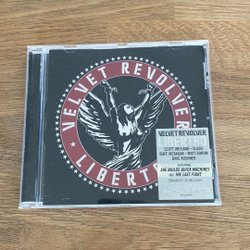 VELVET REVOLVER
LIBERTAD
VELVET REVOLVER
LIBERTAD
SCOTT WEILAND • SLASH
DUFF McKAGAN • MATT SORUM
DAVE KUSHNER
FEATURING
SHE BUILDS QUICK MACHINES
AND THE LAST FIGHT